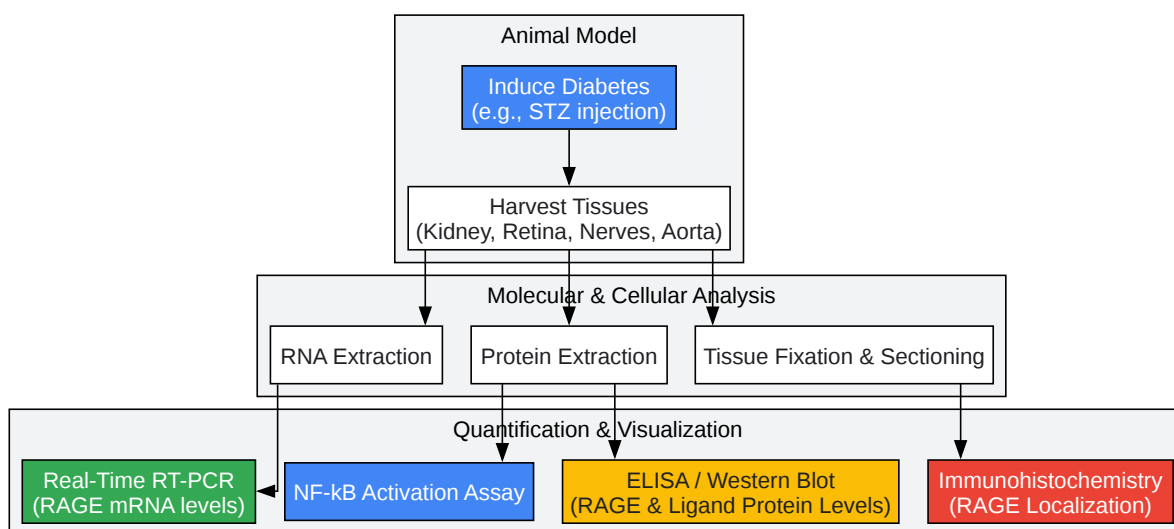 Animal Model
Induce Diabetes
(e.g., STZ injection)
Harvest Tissues
(Kidney, Retina, Nerves, Aorta)
Molecular & Cellular Analysis
RNA Extraction
Protein Extraction
Tissue Fixation & Sectioning
Quantification & Visualization
Real-Time RT-PCR
(RAGE mRNA levels)
NF-kB Activation Assay
ELISA / Western Blot
(RAGE & Ligand Protein Levels)
Immunohistochemistry
(RAGE Localization)